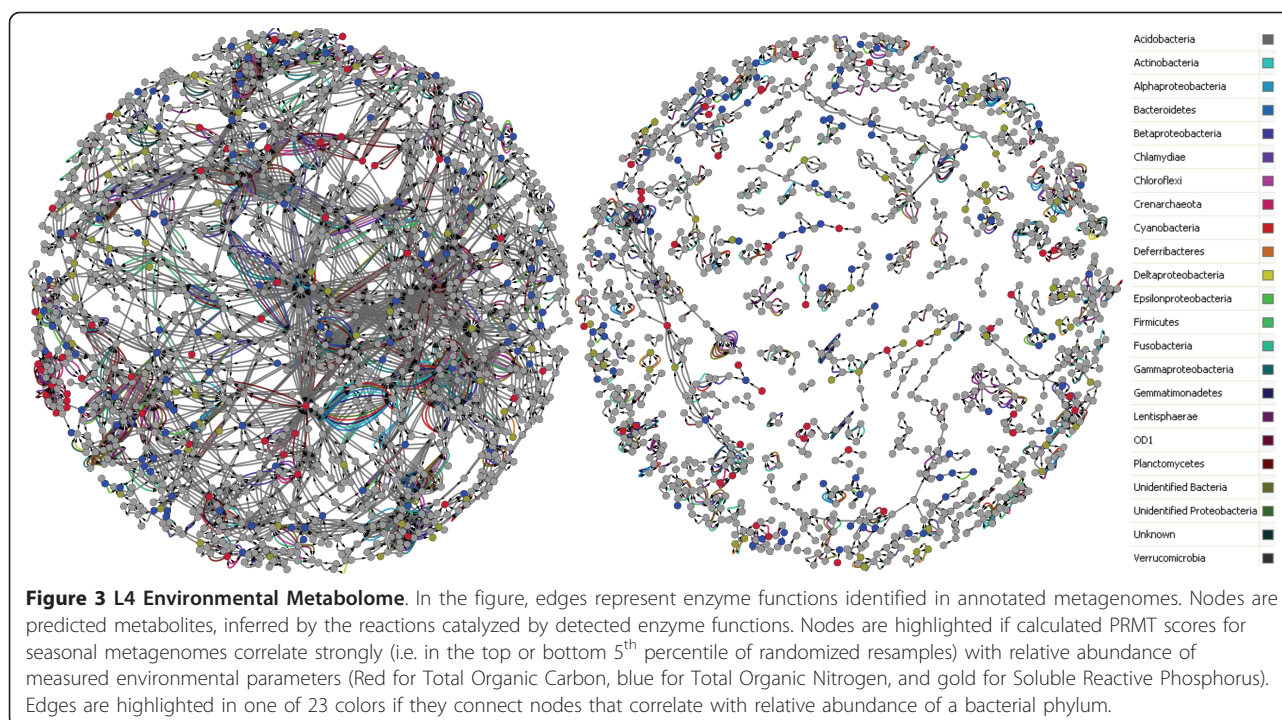 Acidobacteria
Actinobacteria
Alphaproteobacteria
Bacteroidetes
Betaproteobacteria
Chlamydiae
Chloroflexi
Crenarchaeota
Cyanobacteria
Deferribacteres
Deltaproteobacteria
Epsilonproteobacteria
Firmicutes
Fusobacteria
Gammaproteobacteria
Gemmatimonadetes
Lentisphaerae
OD1
Planctomycetes
Unidentified Bacteria
Unidentified Proteobacteria
Unknown
Verrucomicrobia
Figure 3 L4 Environmental Metabolome. In the figure, edges represent enzyme functions identified in annotated metagenomes. Nodes are
predicted metabolites, inferred by the reactions catalyzed by detected enzyme functions. Nodes are highlighted if calculated PRMT scores for
seasonal metagenomes correlate strongly (i.e. in the top or bottom 5th percentile of randomized resamples) with relative abundance of
measured environmental parameters (Red for Total Organic Carbon, blue for Total Organic Nitrogen, and gold for Soluble Reactive Phosphorus).
Edges are highlighted in one of 23 colors if they connect nodes that correlate with relative abundance of a bacterial phylum.